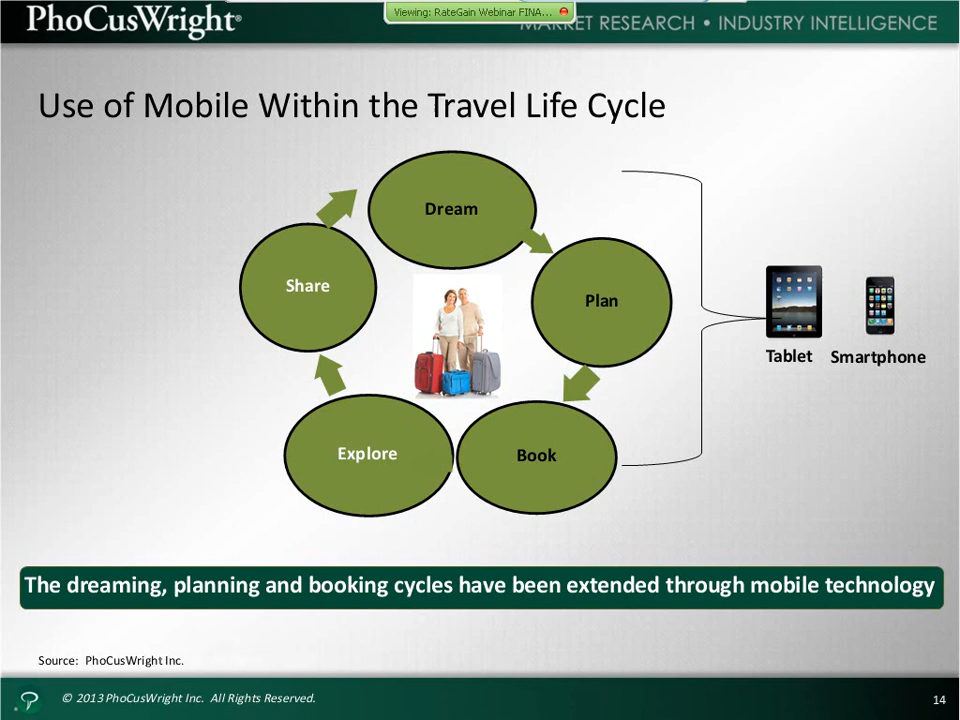 Viewing: RateGain Webinar FINA...
PhoCusWright®
MARKET RESEARCH • INDUSTRY INTELLIGENCE
Use of Mobile Within the Travel Life Cycle
Dream
Share
Plan
Tablet
Smartphone
Explore
Book
The dreaming, planning and booking cycles have been extended through mobile technology
Source: PhoCusWright Inc.
© 2013 PhoCusWright Inc. All Rights Reserved.
14